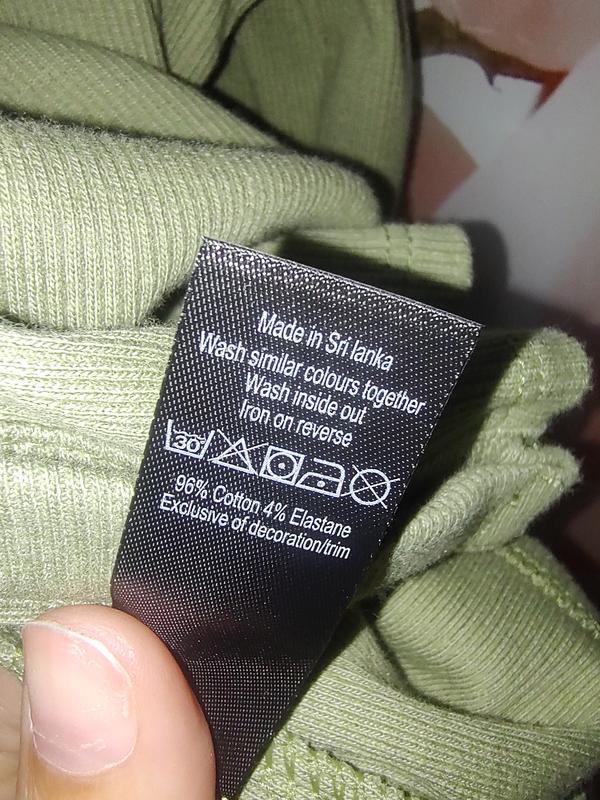 Made in Sri lanka
Wash similar colours together
Wash inside out
Iron on reverse
30
96% Cotton 4% Elastane
Exclusive of decoration/trim